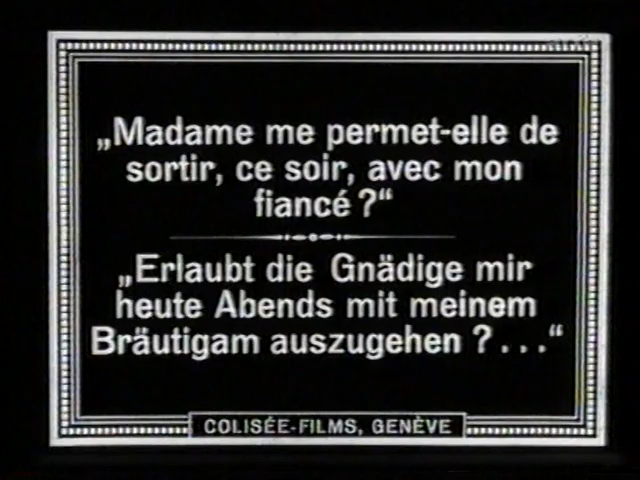 „Madame me permet-elle de
sortir, ce soir, avec mon
fiancé ?“
„Erlaubt die Gnädige mir
heute Abends mit meinem
Bräutigam auszugehen ?...“
COLISÉE-FILMS, GENÈVE